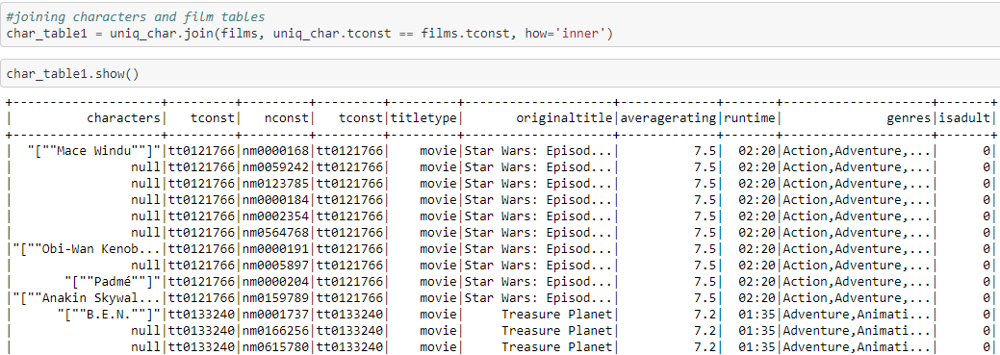 #joining characters and film tables
char_table1 = uniq_char.join(films, uniq_char.tconst == films.tconst, how='inner')
char_table1.show()
+--------------------+---------+---------+---------+---------+--------------------+-------------+-------+--------------------+-------+
|          characters|   tconst|   nconst|   tconst|titletype|       originaltitle|averagerating|runtime|              genres|isadult|
+--------------------+---------+---------+---------+---------+--------------------+-------------+-------+--------------------+-------+
|  "[""Mace Windu""]"|tt0121766|nm0000168|tt0121766|    movie|Star Wars: Episod...|          7.5|  02:20|Action,Adventure,...|      0|
|                null|tt0121766|nm0059242|tt0121766|    movie|Star Wars: Episod...|          7.5|  02:20|Action,Adventure,...|      0|
|                null|tt0121766|nm0123785|tt0121766|    movie|Star Wars: Episod...|          7.5|  02:20|Action,Adventure,...|      0|
|                null|tt0121766|nm0000184|tt0121766|    movie|Star Wars: Episod...|          7.5|  02:20|Action,Adventure,...|      0|
|                null|tt0121766|nm0002354|tt0121766|    movie|Star Wars: Episod...|          7.5|  02:20|Action,Adventure,...|      0|
|                null|tt0121766|nm0564768|tt0121766|    movie|Star Wars: Episod...|          7.5|  02:20|Action,Adventure,...|      0|
|"[""Obi-Wan Kenob...|tt0121766|nm0000191|tt0121766|    movie|Star Wars: Episod...|          7.5|  02:20|Action,Adventure,...|      0|
|                null|tt0121766|nm0005897|tt0121766|    movie|Star Wars: Episod...|          7.5|  02:20|Action,Adventure,...|      0|
|       "[""Padmé""]"|tt0121766|nm0000204|tt0121766|    movie|Star Wars: Episod...|          7.5|  02:20|Action,Adventure,...|      0|
|"[""Anakin Skywal...|tt0121766|nm0159789|tt0121766|    movie|Star Wars: Episod...|          7.5|  02:20|Action,Adventure,...|      0|
|      "[""B.E.N.""]"|tt0133240|nm0001737|tt0133240|    movie|     Treasure Planet|          7.2|  01:35|Adventure,Animati...|      0|
|                null|tt0133240|nm0166256|tt0133240|    movie|     Treasure Planet|          7.2|  01:35|Adventure,Animati...|      0|
|                null|tt0133240|nm0615780|tt0133240|    movie|     Treasure Planet|          7.2|  01:35|Adventure,Animati...|      0|